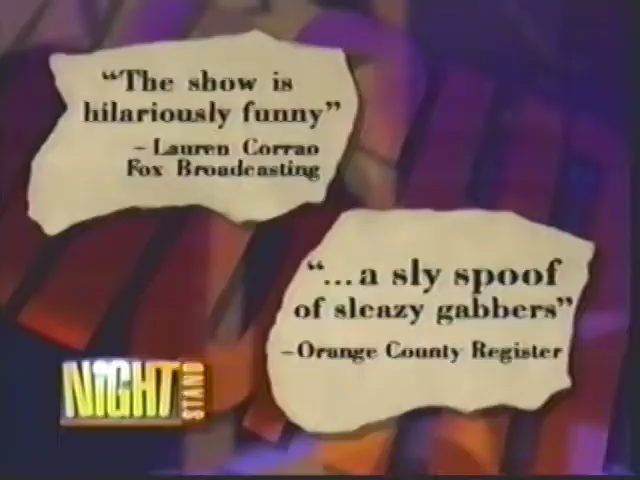 “The show is
hilariously funny”
– Lauren Corrao
Fox Broadcasting
“...a sly spoof
of sleazy gabbers”
–Orange County Register
NiGHT
STAND